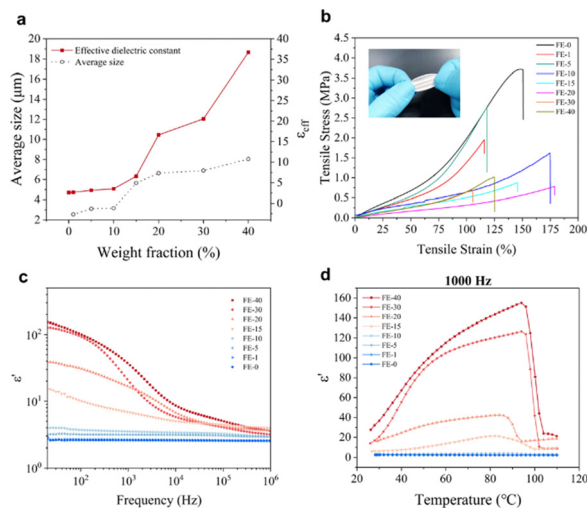 a
Effective dielectric constant
Average size
Average size (μm)
20
18
16
14
12
10
8
6
4
2
40
35
30
25
20
15
10
5
0
ε_eff
0 10 20 30 40
Weight fraction (%)
b
FE-0
FE-1
FE-5
FE-10
FE-15
FE-20
FE-30
FE-40
Tensile Stress (MPa)
4.5
4.0
3.5
3.0
2.5
2.0
1.5
1.0
0.5
0.0
0 25 50 75 100 125 150 175 200
Tensile Strain (%)
c
FE-40
FE-30
FE-20
FE-15
FE-10
FE-5
FE-1
FE-0
ε'
10²
10¹
10⁰
10² 10³ 10⁴ 10⁵ 10⁶
Frequency (Hz)
d
1000 Hz
FE-40
FE-30
FE-20
FE-15
FE-10
FE-5
FE-1
FE-0
ε'
160
140
120
100
80
60
40
20
0
-20
20 40 60 80 100 120
Temperature (°C)